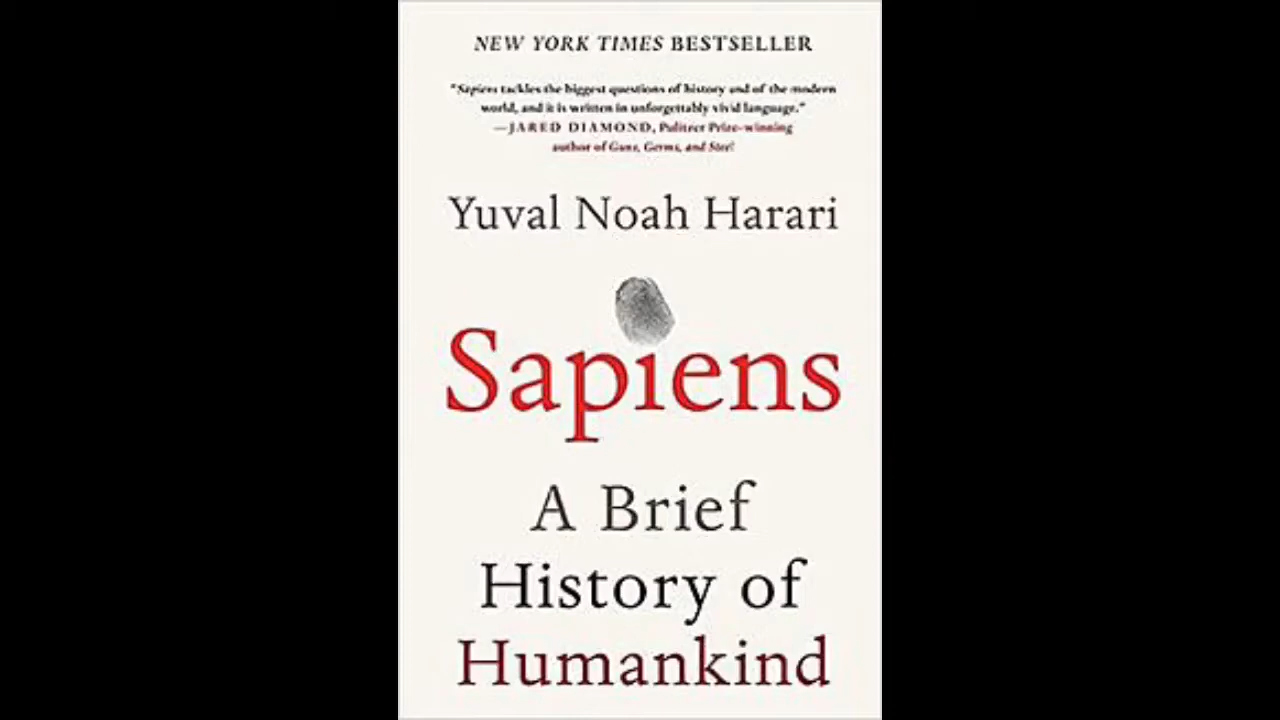 NEW YORK TIMES BESTSELLER
"Sapiens tackles the biggest questions of history and of the modern
world, and it is written in unforgettably vivid language."
—JARED DIAMOND, Pulitzer Prize–winning
author of Guns, Germs, and Steel
Yuval Noah Harari
Sapiens
A Brief
History of
Humankind